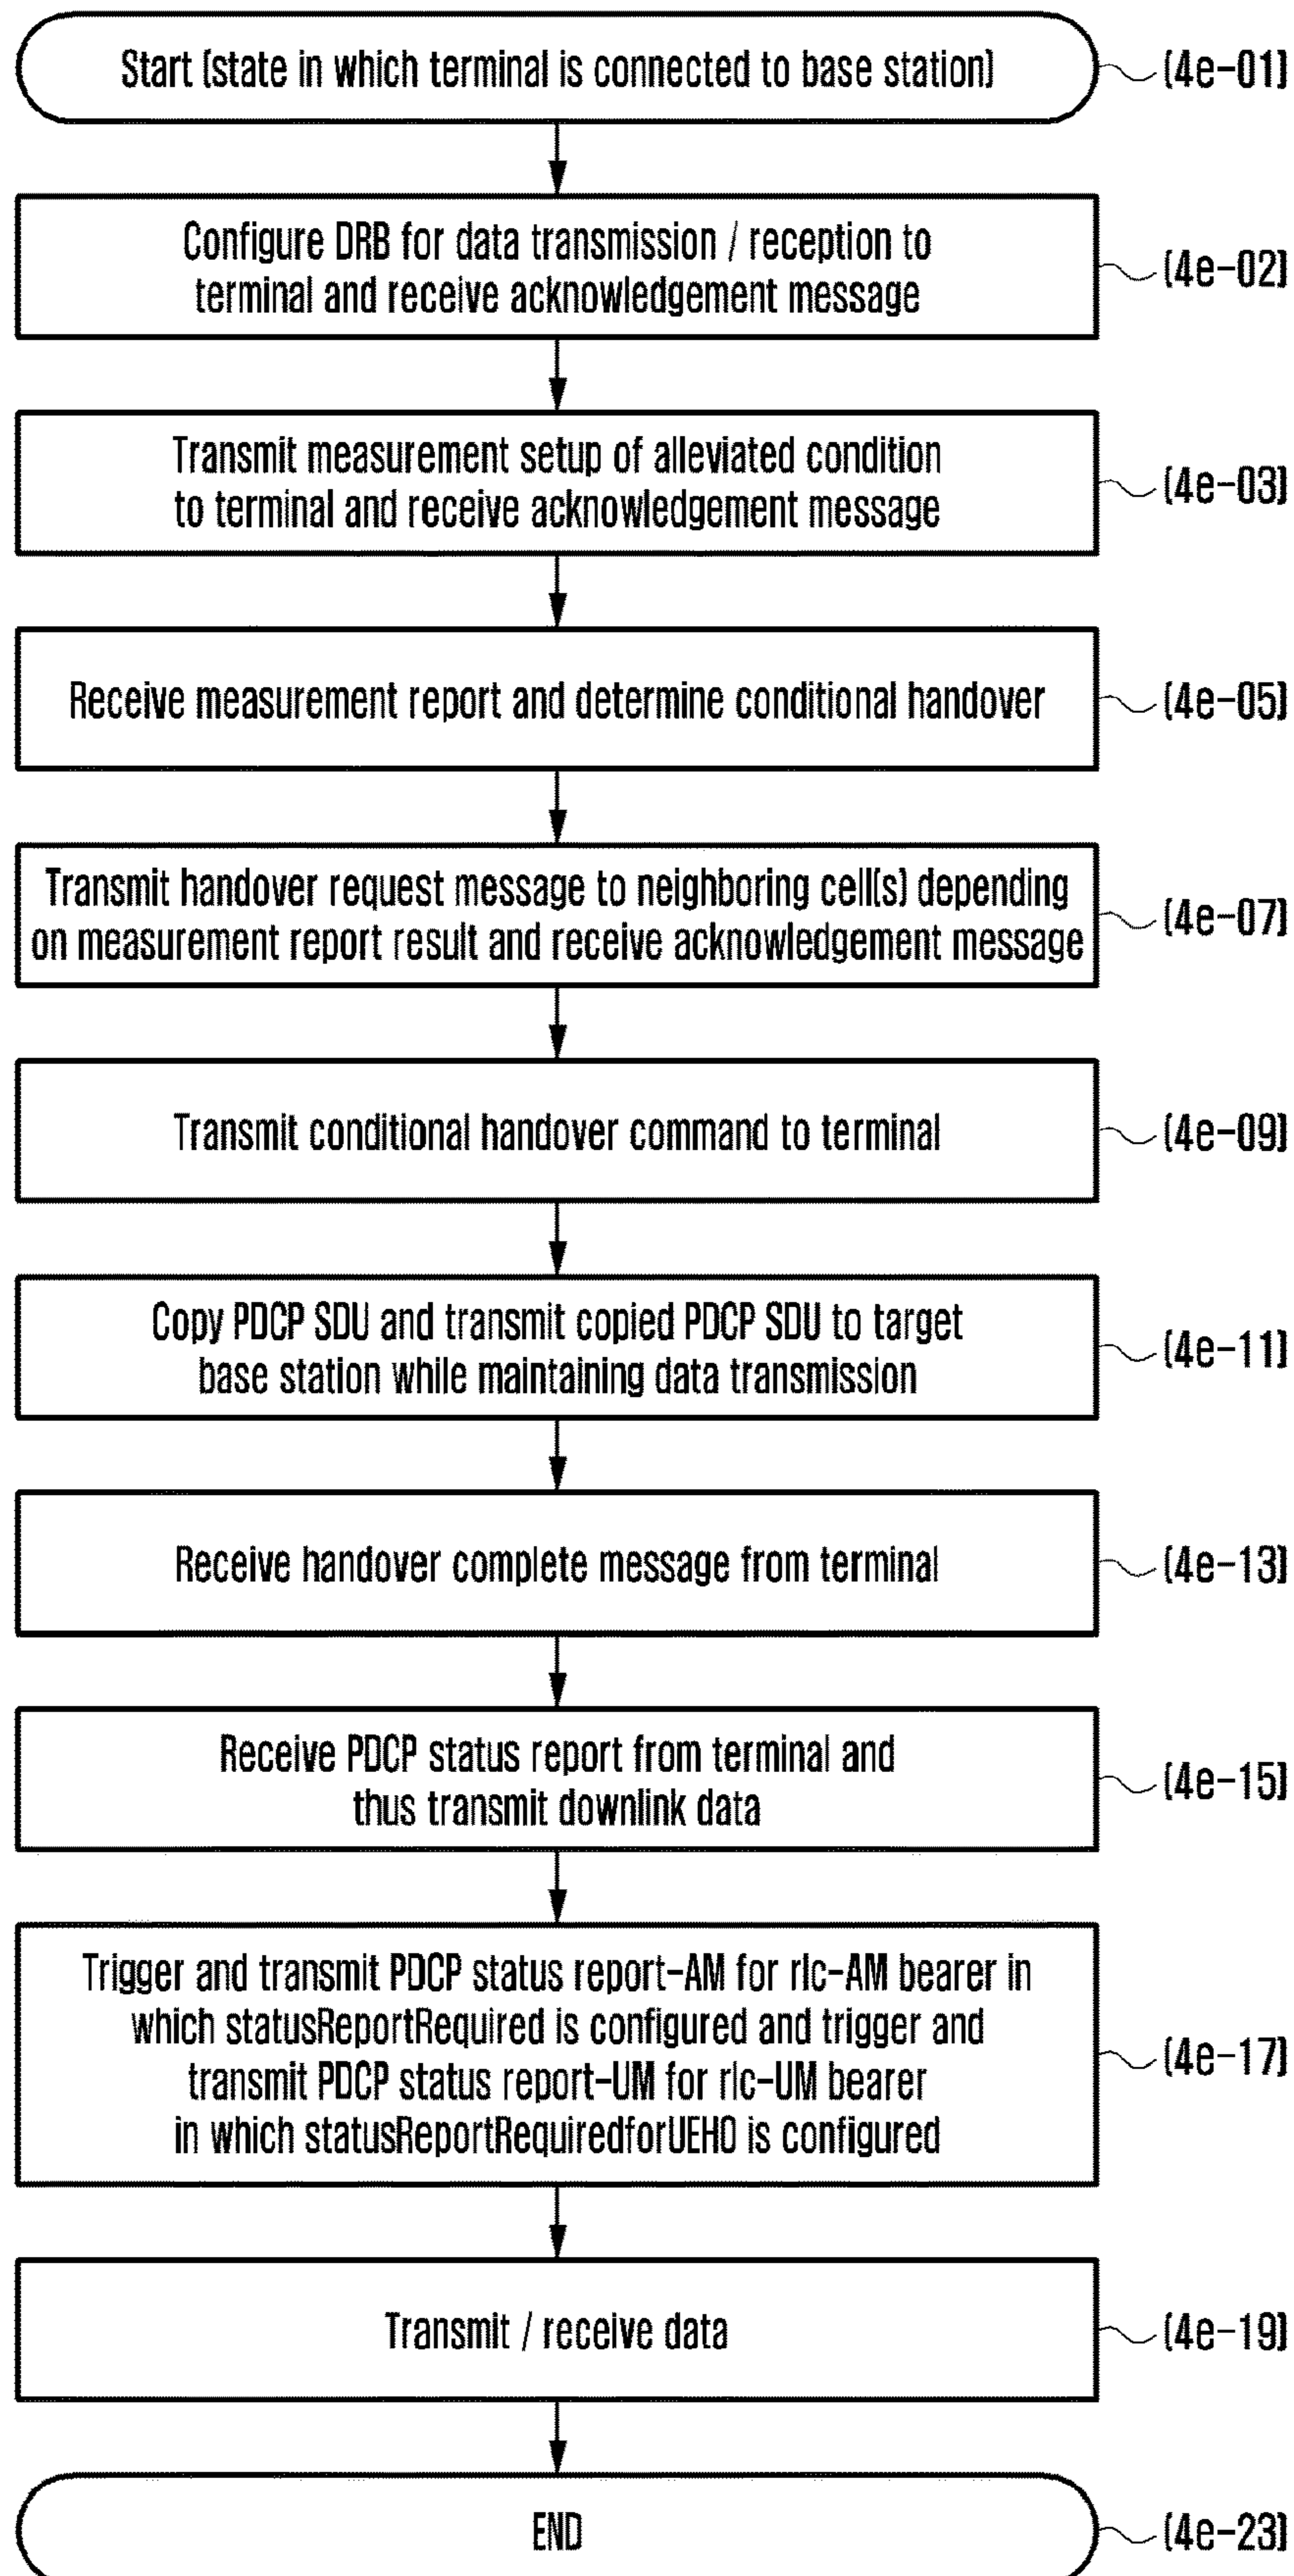 Start (state in which terminal is connected to base station)
(4e-01)
Configure DRB for data transmission / reception to
terminal and receive acknowledgement message
(4e-02)
Transmit measurement setup of alleviated condition
to terminal and receive acknowledgement message
(4e-03)
Receive measurement report and determine conditional handover
(4e-05)
Transmit handover request message to neighboring cell(s) depending
on measurement report result and receive acknowledgement message
(4e-07)
Transmit conditional handover command to terminal
(4e-09)
Copy PDCP SDU and transmit copied PDCP SDU to target
base station while maintaining data transmission
(4e-11)
Receive handover complete message from terminal
(4e-13)
Receive PDCP status report from terminal and
thus transmit downlink data
(4e-15)
Trigger and transmit PDCP status report-AM for rlc-AM bearer in
which statusReportRequired is configured and trigger and
transmit PDCP status report-UM for rlc-UM bearer
in which statusReportRequiredforUEHO is configured
(4e-17)
Transmit / receive data
(4e-19)
END
(4e-23)